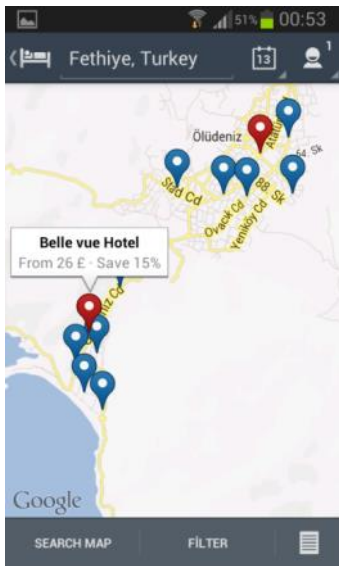 51% 00:53
Fethiye, Turkey
13
1
Ölüdeniz
64. Sk
Stad Cd
Ovacık Cd
Yeniköy Cd
88 Sk
Belle vue Hotel
From 26 £ · Save 15%
Google
SEARCH MAP
FİLTER